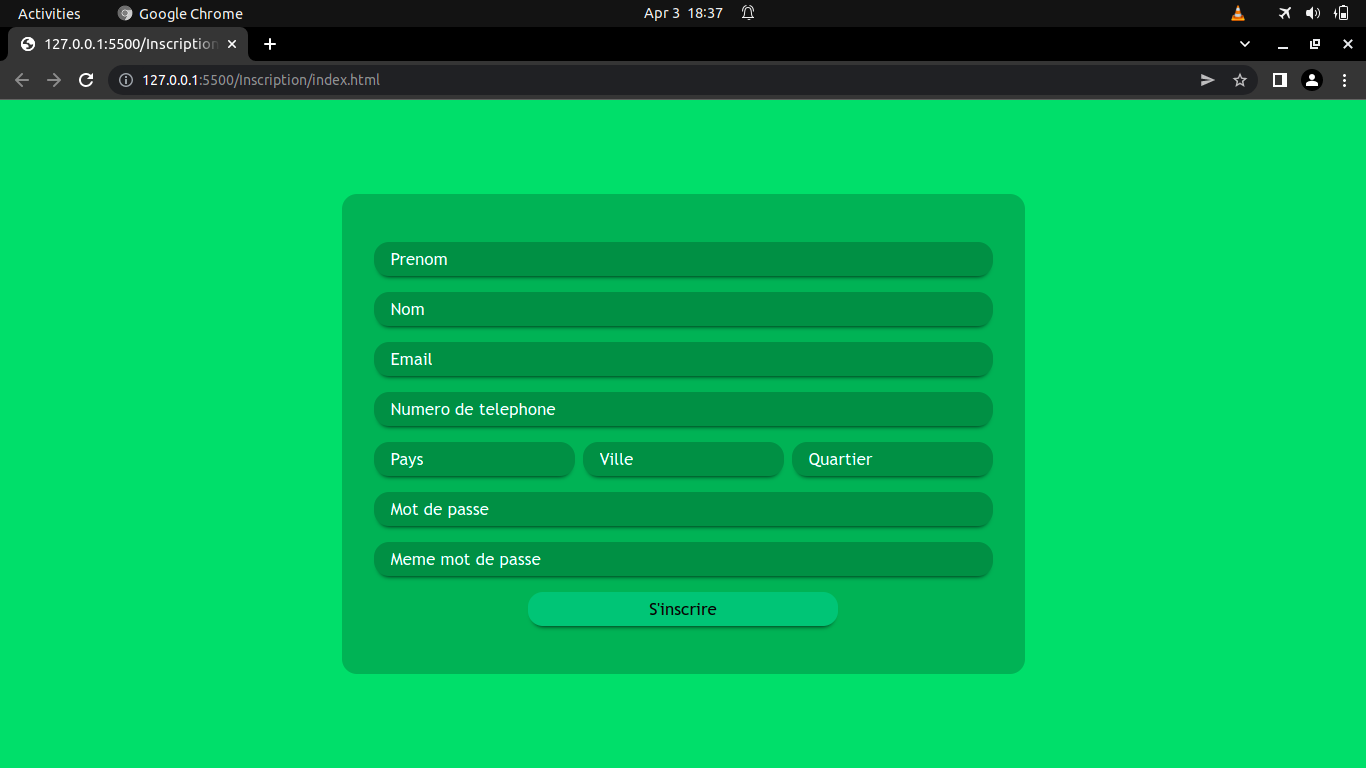 Activities Google Chrome Apr 3 18:37
127.0.0.1:5500/Inscription
127.0.0.1:5500/Inscription/index.html
Prenom
Nom
Email
Numero de telephone
Pays Ville Quartier
Mot de passe
Meme mot de passe
S'inscrire